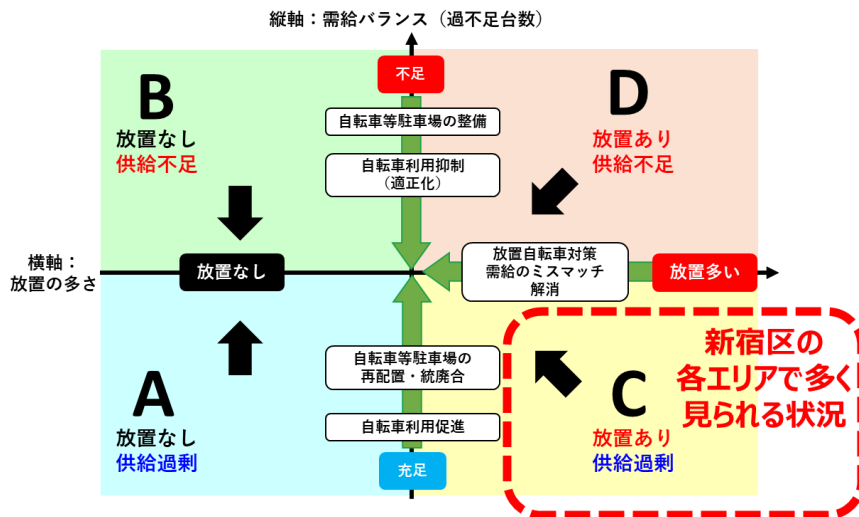 縦軸：需給バランス（過不足台数）
不足
B
放置なし
供給不足
自転車等駐車場の整備
自転車利用抑制
（適正化）
D
放置あり
供給不足
横軸：
放置の多さ
放置なし
放置自転車対策
需給のミスマッチ
解消
放置多い
A
放置なし
供給過剰
自転車等駐車場の
再配置・統廃合
自転車利用促進
充足
C
放置あり
供給過剰
新宿区の
各エリアで多く
見られる状況